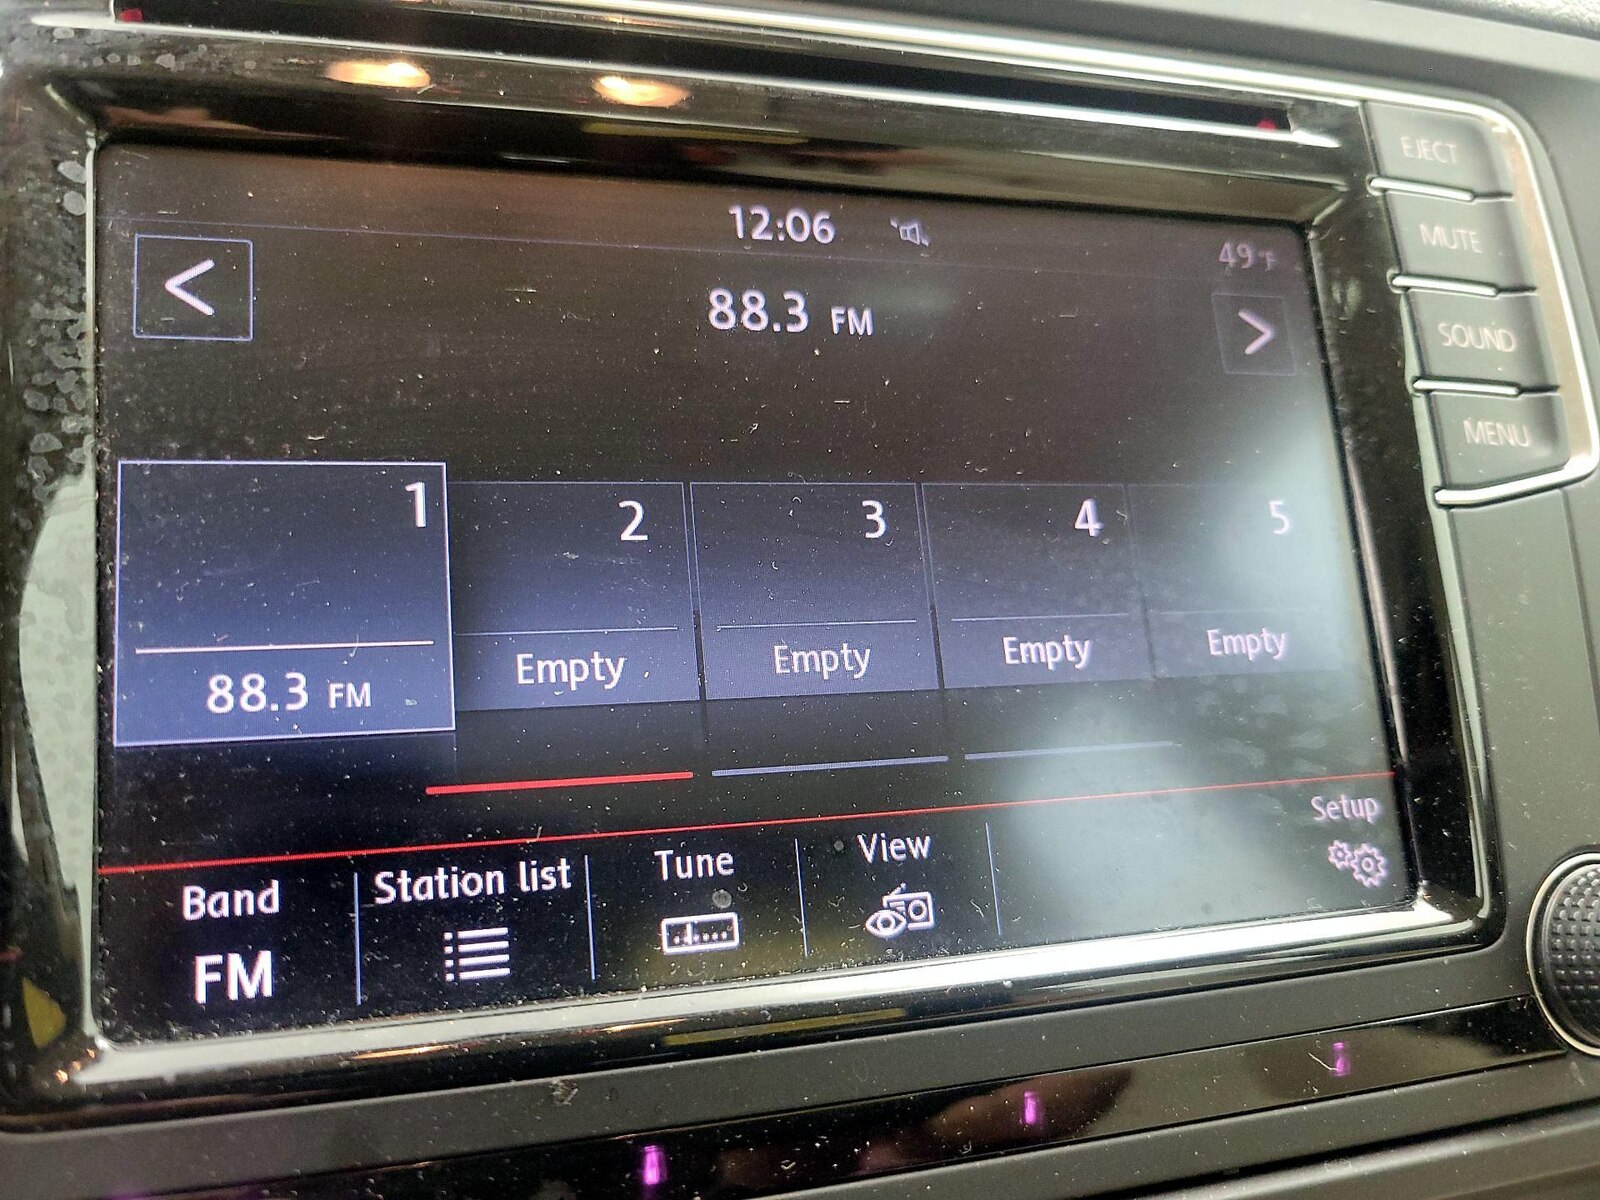 12:06
49°F
<
88.3 FM
>
1
2
3
4
5
88.3 FM
Empty
Empty
Empty
Empty
Band
FM
Station list
Tune
View
Setup
EJECT
MUTE
SOUND
MENU